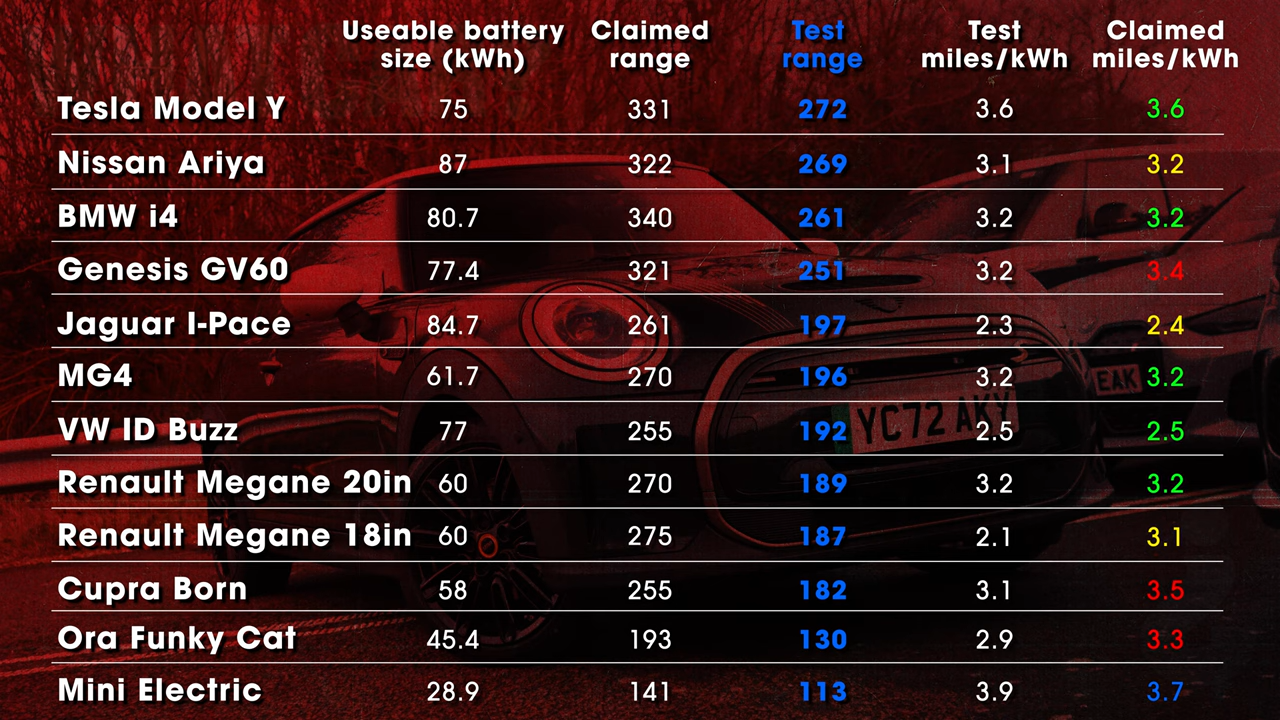 Useable battery size (kWh) Claimed range Test range Test miles/kWh Claimed miles/kWh
Tesla Model Y 75 331 272 3.6 3.6
Nissan Ariya 87 322 269 3.1 3.2
BMW i4 80.7 340 261 3.2 3.2
Genesis GV60 77.4 321 251 3.2 3.4
Jaguar I-Pace 84.7 261 197 2.3 2.4
MG4 61.7 270 196 3.2 3.2
EAK
VW ID Buzz 77 255 192 2.5 2.5
YC72 AKY
Renault Megane 20in 60 270 189 3.2 3.2
Renault Megane 18in 60 275 187 2.1 3.1
Cupra Born 58 255 182 3.1 3.5
Ora Funky Cat 45.4 193 130 2.9 3.3
Mini Electric 28.9 141 113 3.9 3.7